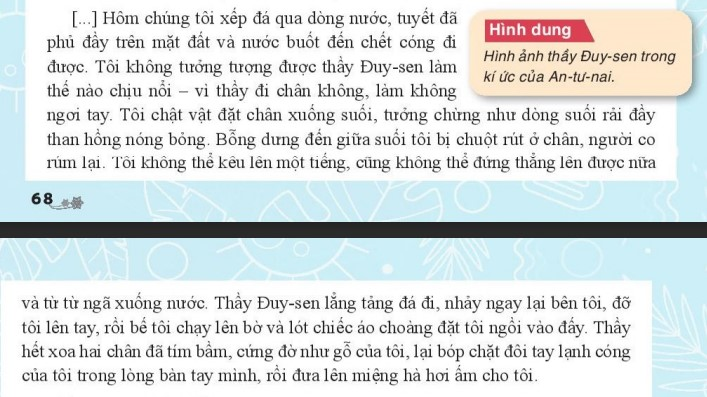 [...] Hôm chúng tôi xếp đá qua dòng nước, tuyết đã
phủ đầy trên mặt đất và nước buốt đến chết cóng đi
được. Tôi không tưởng tượng được thầy Đuy-sen làm
thế nào chịu nổi – vì thầy đi chân không, làm không
ngơi tay. Tôi chật vật đặt chân xuống suối, tưởng chừng như dòng suối rải đầy
than hồng nóng bỏng. Bỗng dưng đến giữa suối tôi bị chuột rút ở chân, người co
rúm lại. Tôi không thể kêu lên một tiếng, cũng không thể đứng thẳng lên được nữa
Hình dung
Hình ảnh thầy Đuy-sen trong
kí ức của An-tư-nai.
68
và từ từ ngã xuống nước. Thầy Đuy-sen lẳng tảng đá đi, nhảy ngay lại bên tôi, đỡ
tôi lên tay, rồi bế tôi chạy lên bờ và lót chiếc áo choàng đặt tôi ngồi vào đấy. Thầy
hết xoa hai chân đã tím bầm, cứng đờ như gỗ của tôi, lại bóp chặt đôi tay lạnh cóng
của tôi trong lòng bàn tay mình, rồi đưa lên miệng hà hơi ấm cho tôi.